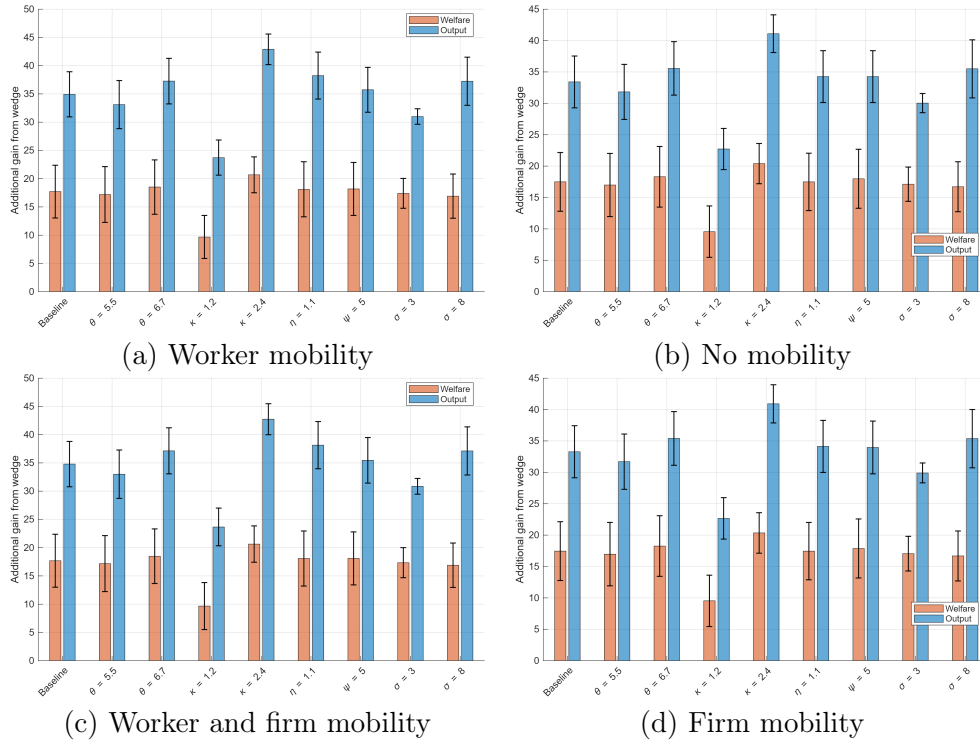 Additional gain from wedge
50
45
40
35
30
25
20
15
10
5
0
Welfare
Output
Baseline
θ = 5.5
θ = 6.7
κ = 1.2
κ = 2.4
η = 1.1
ψ = 5
σ = 3
σ = 8
(a) Worker mobility
Additional gain from wedge
45
40
35
30
25
20
15
10
5
0
Welfare
Output
Baseline
θ = 5.5
θ = 6.7
κ = 1.2
κ = 2.4
η = 1.1
ψ = 5
σ = 3
σ = 8
(b) No mobility
Additional gain from wedge
50
45
40
35
30
25
20
15
10
5
0
Welfare
Output
Baseline
θ = 5.5
θ = 6.7
κ = 1.2
κ = 2.4
η = 1.1
ψ = 5
σ = 3
σ = 8
(c) Worker and firm mobility
Additional gain from wedge
45
40
35
30
25
20
15
10
5
0
Welfare
Output
Baseline
θ = 5.5
θ = 6.7
κ = 1.2
κ = 2.4
η = 1.1
ψ = 5
σ = 3
σ = 8
(d) Firm mobility